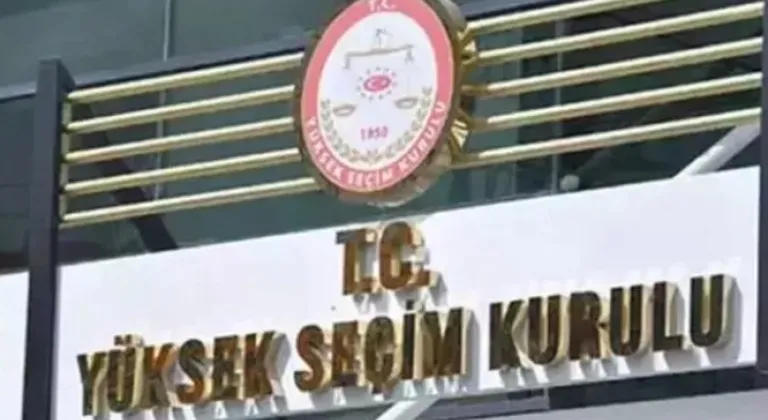 T.C.
1950
YÜKSEK SEÇİM KURULU
T.C.
YÜKSEK SEÇİM KURULU